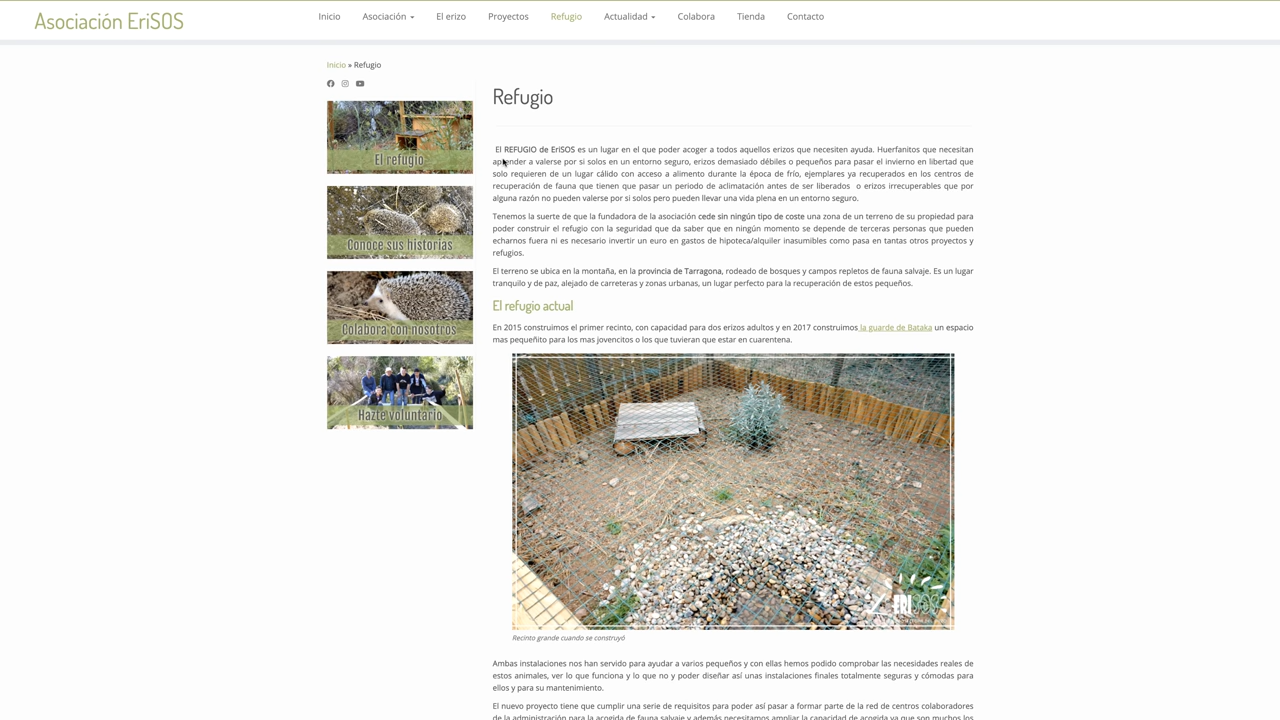 Asociación EriSOS
Inicio Asociación El erizo Proyectos Refugio Actualidad Colabora Tienda Contacto
Inicio » Refugio
El refugio
Conoce sus historias
Colabora con nosotros
Hazte voluntario
Refugio
El REFUGIO de EriSOS es un lugar en el que poder acoger a todos aquellos erizos que necesiten ayuda. Huerfanitos que necesitan
aprender a valerse por si solos en un entorno seguro, erizos demasiado débiles o pequeños para pasar el invierno en libertad que
solo requieren de un lugar cálido con acceso a alimento durante la época de frío, ejemplares ya recuperados en los centros de
recuperación de fauna que tienen que pasar un periodo de aclimatación antes de ser liberados o erizos irrecuperables que por
alguna razón no pueden valerse por si solos pero pueden llevar una vida plena en un entorno seguro.
Tenemos la suerte de que la fundadora de la asociación cede sin ningún tipo de coste una zona de un terreno de su propiedad para
poder construir el refugio con la seguridad que da saber que en ningún momento se depende de terceras personas que pueden
echarnos fuera ni es necesario invertir un euro en gastos de hipoteca/alquiler inasumibles como pasa en tantas otros proyectos y
refugios.
El terreno se ubica en la montaña, en la provincia de Tarragona, rodeado de bosques y campos repletos de fauna salvaje. Es un lugar
tranquilo y de paz, alejado de carreteras y zonas urbanas, un lugar perfecto para la recuperación de estos pequeños.
El refugio actual
En 2015 construimos el primer recinto, con capacidad para dos erizos adultos y en 2017 construimos la guarde de Bataka un espacio
mas pequeñito para los mas jovencitos o los que tuvieran que estar en cuarentena.
ERISOS
Recinto grande cuando se construyó
Ambas instalaciones nos han servido para ayudar a varios pequeños y con ellas hemos podido comprobar las necesidades reales de
estos animales, ver lo que funciona y lo que no y poder diseñar así unas instalaciones finales totalmente seguras y cómodas para
ellos y para su mantenimiento.
El nuevo proyecto tiene que cumplir una serie de requisitos para poder así pasar a formar parte de la red de centros colaboradores
de la administración para la acogida de fauna salvaje y además necesitamos ampliar la capacidad de acogida ya que son muchos los